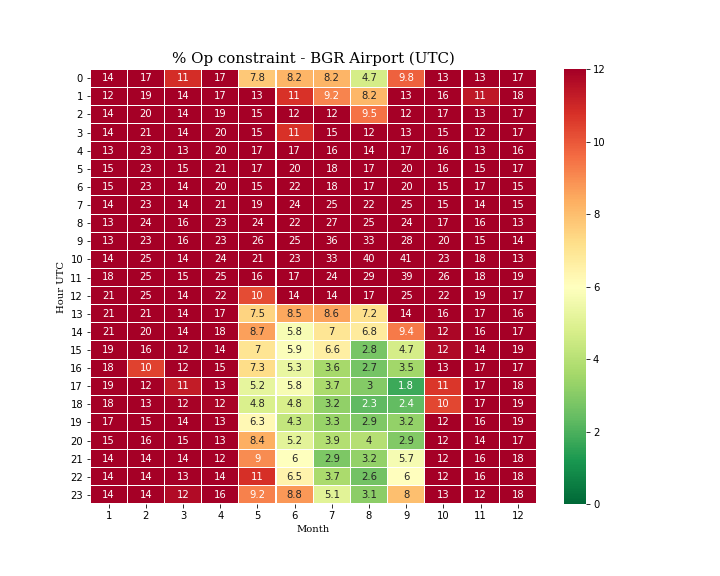 % Op constraint - BGR Airport (UTC)
0 14 17 11 17 7.8 8.2 8.2 4.7 9.8 13 13 17
1 12 19 14 17 13 11 9.2 8.2 13 16 11 18
2 14 20 14 19 15 12 12 9.5 12 17 13 17
3 14 21 14 20 15 11 15 12 13 15 12 17
4 13 23 13 20 17 17 16 14 17 16 13 16
5 15 23 15 21 17 20 18 17 20 16 15 17
6 15 23 14 20 15 22 18 17 20 15 17 15
7 14 23 14 21 19 24 25 22 25 15 14 15
8 13 24 16 23 24 22 27 25 24 17 16 13
9 13 23 16 23 26 25 36 33 28 20 15 14
10 14 25 14 24 21 23 33 40 41 23 18 13
11 18 25 15 25 16 17 24 29 39 26 18 19
12 21 25 14 22 10 14 14 17 25 22 19 17
13 21 21 14 17 7.5 8.5 8.6 7.2 14 16 17 16
14 21 20 14 18 8.7 5.8 7 6.8 9.4 12 16 17
15 19 16 12 14 7 5.9 6.6 2.8 4.7 12 14 19
16 18 10 12 15 7.3 5.3 3.6 2.7 3.5 13 17 17
17 19 12 11 13 5.2 5.8 3.7 3 1.8 11 17 18
18 18 13 12 12 4.8 4.8 3.2 2.3 2.4 10 17 19
19 17 15 14 13 6.3 4.3 3.3 2.9 3.2 12 16 19
20 15 16 15 13 8.4 5.2 3.9 4 2.9 12 14 17
21 14 14 14 12 9 6 2.9 3.2 5.7 12 16 18
22 14 14 13 14 11 6.5 3.7 2.6 6 12 16 18
23 14 14 12 16 9.2 8.8 5.1 3.1 8 13 12 18
1 2 3 4 5 6 7 8 9 10 11 12
Month
Hour UTC
12
10
8
6
4
2
0